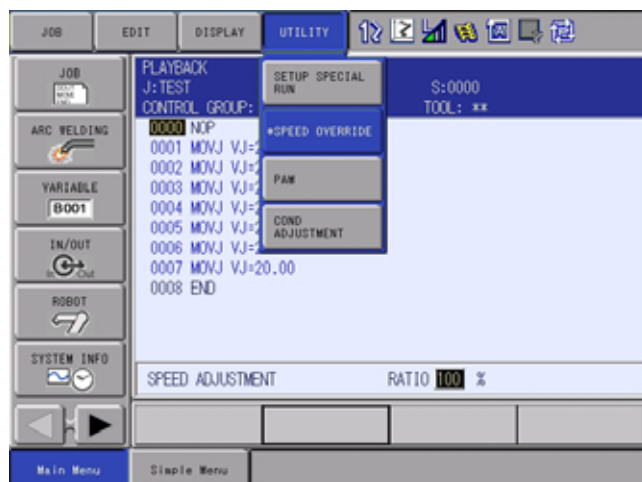 JOB
EDIT
DISPLAY
UTILITY
JOB
DOUT
MOVE
END
ARC WELDING
VARIABLE
B001
IN/OUT
In Out
ROBOT
SYSTEM INFO
PLAYBACK
J:TEST S:0000
CONTROL GROUP: TOOL: **
0000 NOP
0001 MOVJ VJ=2
0002 MOVJ VJ=2
0003 MOVJ VJ=2
0004 MOVJ VJ=2
0005 MOVJ VJ=2
0006 MOVJ VJ=2
0007 MOVJ VJ=20.00
0008 END
SETUP SPECIAL
RUN
*SPEED OVERRIDE
PAM
COND
ADJUSTMENT
SPEED ADJUSTMENT RATIO 100 %
Main Menu
Simple Menu